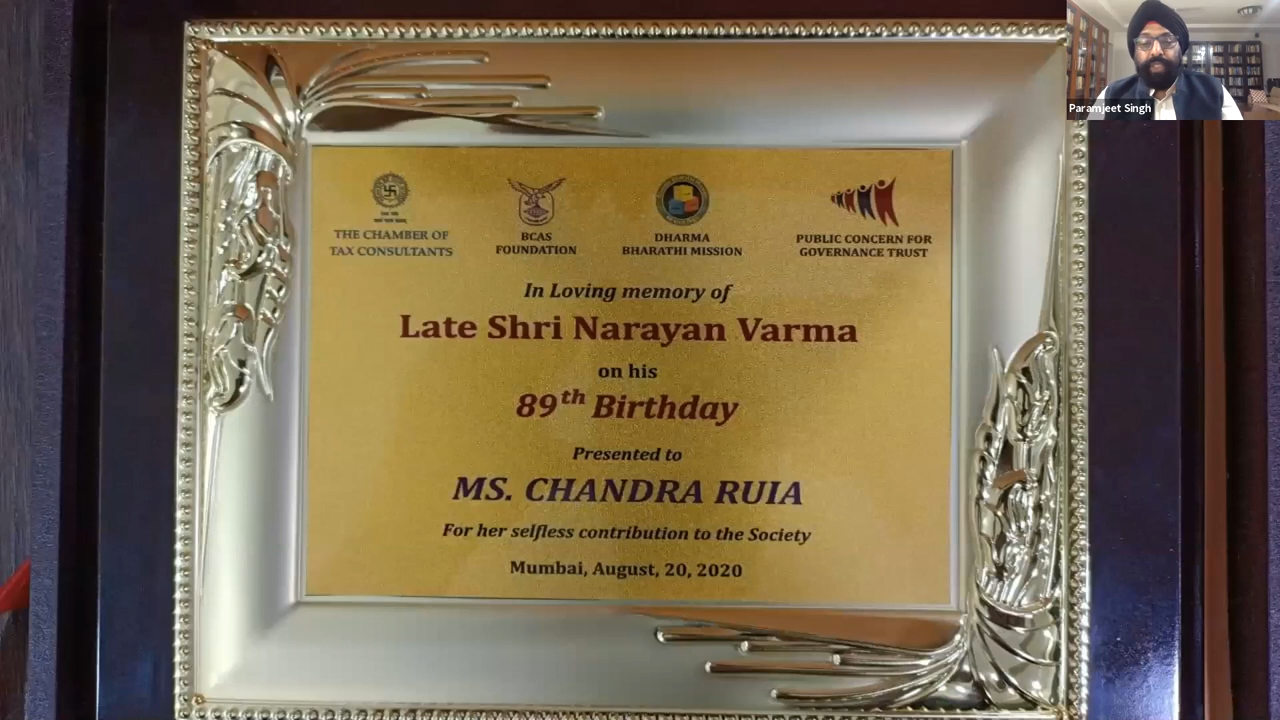 Paramjeet Singh
THE CHAMBER OF
TAX CONSULTANTS
BCAS
FOUNDATION
DHARMA
BHARATHI MISSION
PUBLIC CONCERN FOR
GOVERNANCE TRUST
In Loving memory of
Late Shri Narayan Varma
on his
89th Birthday
Presented to
MS. CHANDRA RUIA
For her selfless contribution to the Society
Mumbai, August, 20, 2020